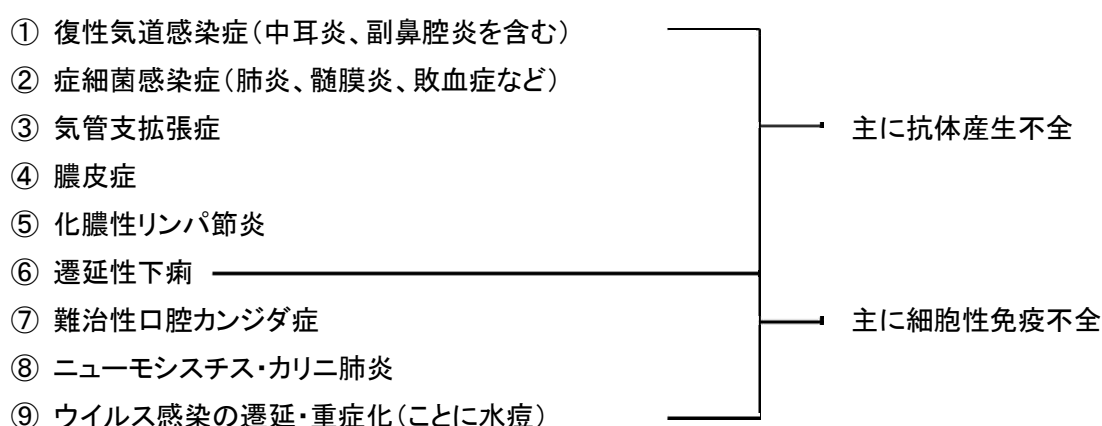 ① 復性気道感染症（中耳炎、副鼻腔炎を含む）
② 症細菌感染症（肺炎、髄膜炎、敗血症など）
③ 気管支拡張症
主に抗体産生不全
④ 膿皮症
⑤ 化膿性リンパ節炎
⑥ 遷延性下痢
⑦ 難治性口腔カンジダ症
主に細胞性免疫不全
⑧ ニューモシスチス・カリニ肺炎
⑨ ウイルス感染の遷延・重症化（ことに水痘）